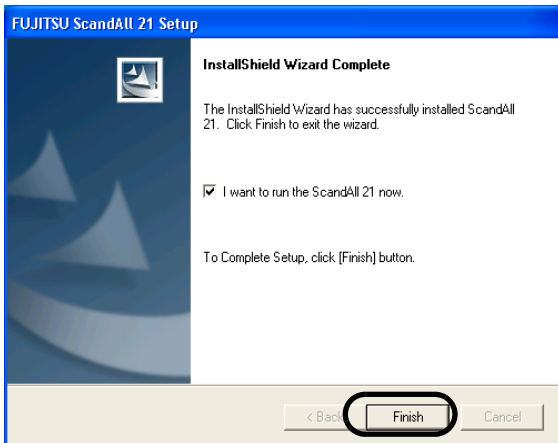 FUJITSU ScandAll 21 Setup
InstallShield Wizard Complete
The InstallShield Wizard has successfully installed ScandAll
21. Click Finish to exit the wizard.
I want to run the ScandAll 21 now.
To Complete Setup, click [Finish] button.
< Back Finish Cancel